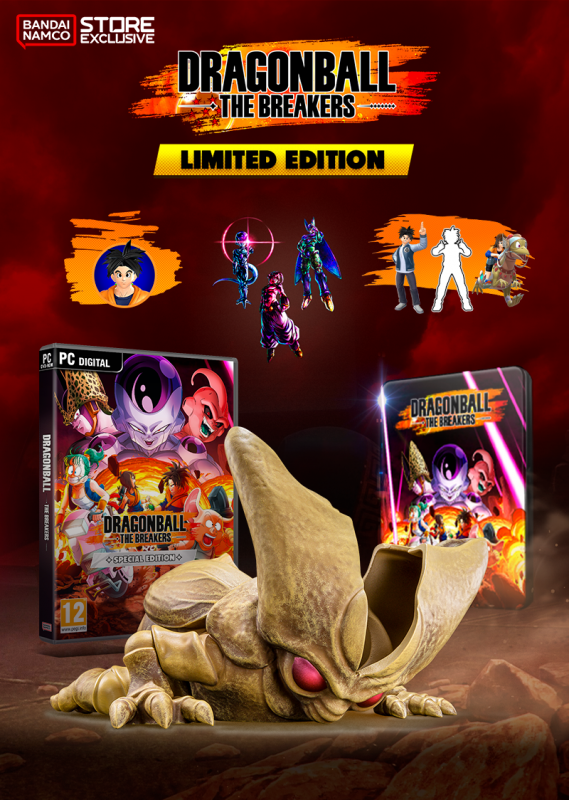 BANDAI
NAMCO
STORE
EXCLUSIVE
DRAGONBALL
THE BREAKERS
LIMITED EDITION
PC
PC DIGITAL
DRAGONBALL
THE BREAKERS
DRAGONBALL
THE BREAKERS
SPECIAL EDITION
12
DRAGONBALL
THE BREAKERS